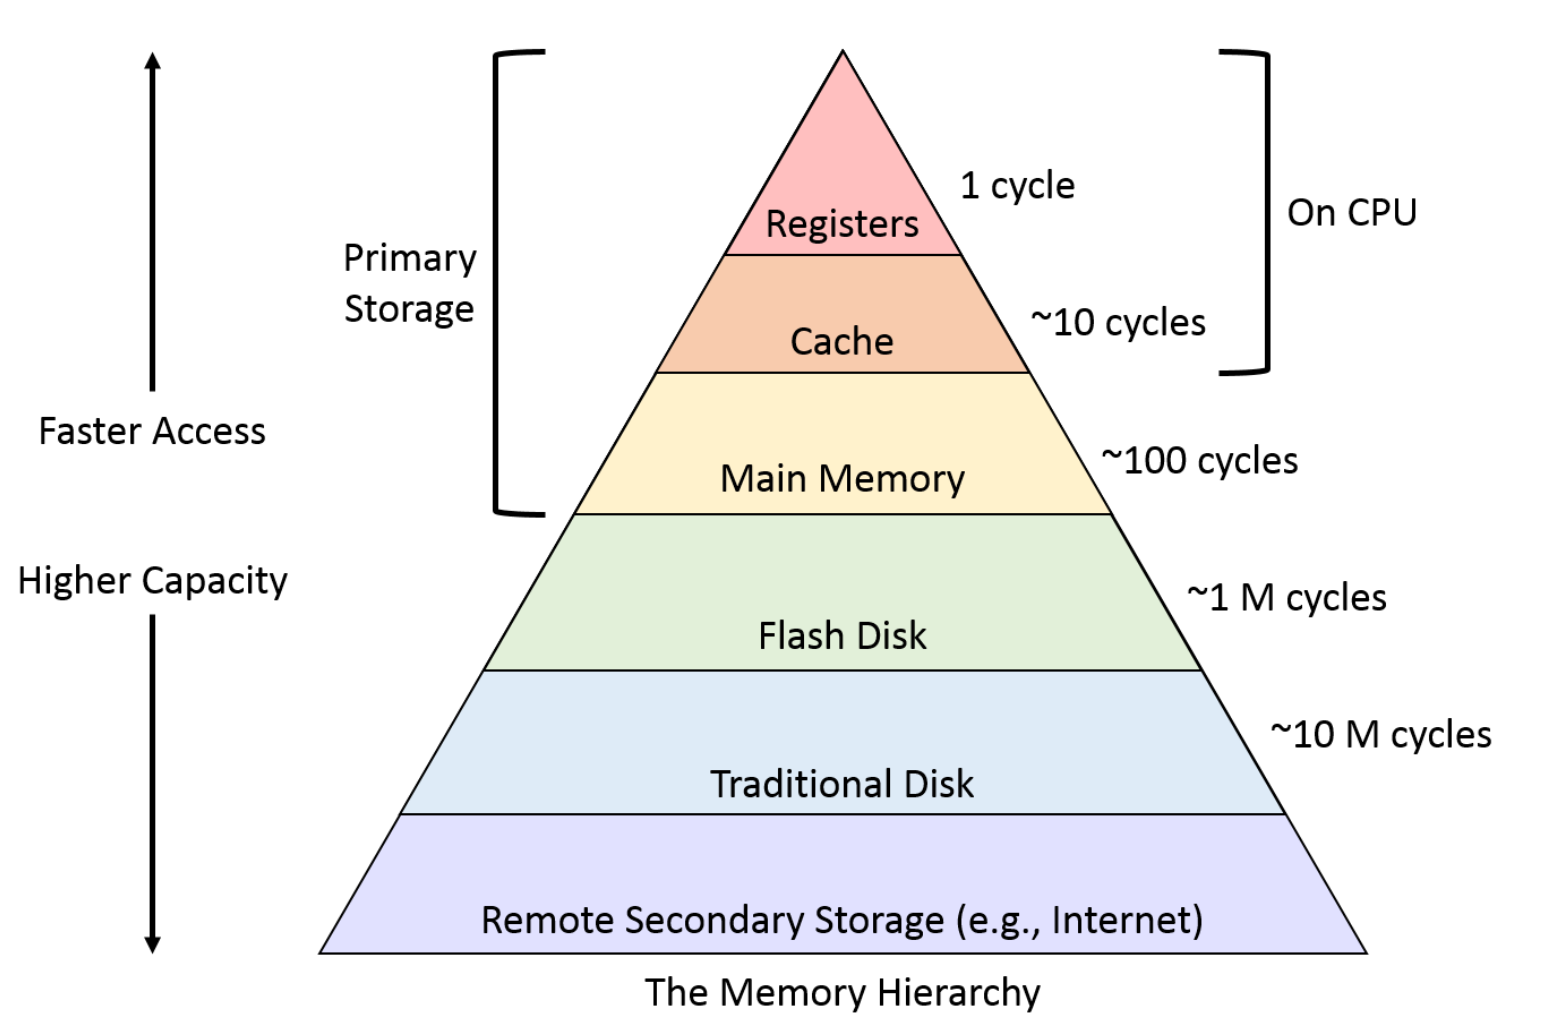 1 cycle
On CPU
Registers
Primary
Storage
~10 cycles
Cache
Faster Access
~100 cycles
Main Memory
Higher Capacity
~1 M cycles
Flash Disk
~10 M cycles
Traditional Disk
Remote Secondary Storage (e.g., Internet)
The Memory Hierarchy